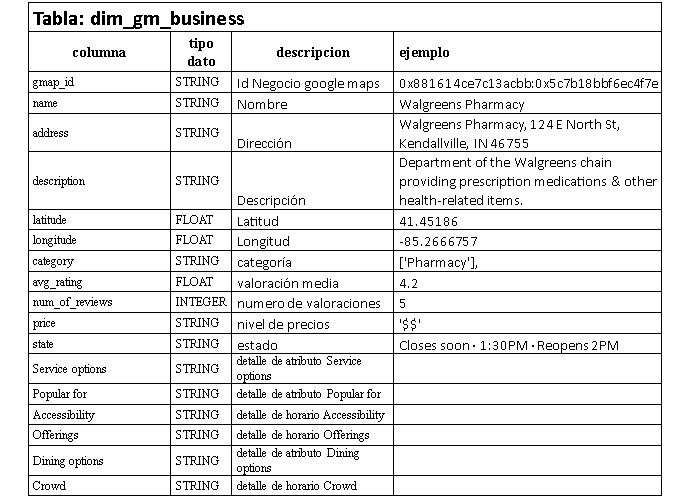 Tabla: dim_gm_business
columna
tipo
dato
descripcion
ejemplo
gmap_id STRING Id Negocio google maps 0x881614ce7c13acbb:0x5c7b18bbf6ec4f7e
name STRING Nombre Walgreens Pharmacy
address STRING Dirección
Walgreens Pharmacy, 124 E North St,
Kendallville, IN 46755
description STRING Descripción
Department of the Walgreens chain
providing prescription medications & other
health-related items.
latitude FLOAT Latitud 41.45186
longitude FLOAT Longitud -85.2666757
category STRING categoría ['Pharmacy'],
avg_rating FLOAT valoración media 4.2
num_of_reviews INTEGER numero de valoraciones 5
price STRING nivel de precios '$$'
state STRING estado Closes soon · 1:30PM · Reopens 2PM
Service options STRING detalle de atributo Service
options
Popular for STRING detalle de atributo Popular for
Accessibility STRING detalle de horario Accessibility
Offerings STRING detalle de horario Offerings
Dining options STRING detalle de atributo Dining
options
Crowd STRING detalle de horario Crowd